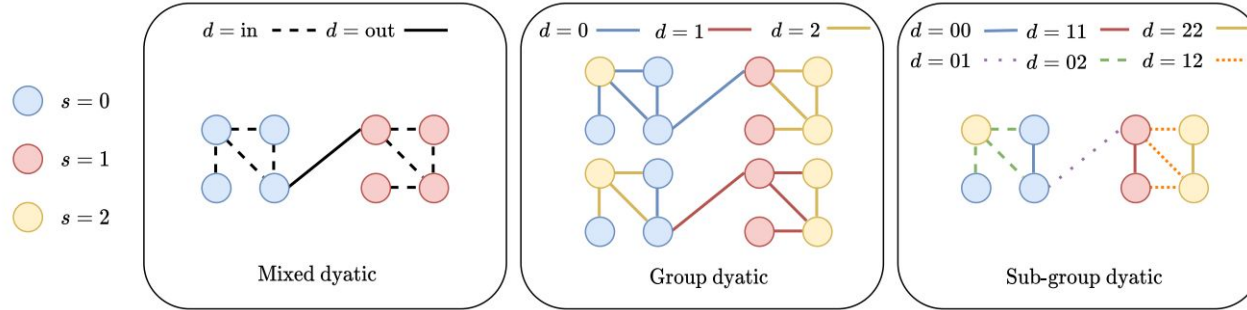 s = 0
s = 1
s = 2
d = in d = out
Mixed dyatic
d = 0 d = 1 d = 2
Group dyatic
d = 00 d = 11 d = 22
d = 01 d = 02 d = 12
Sub-group dyatic